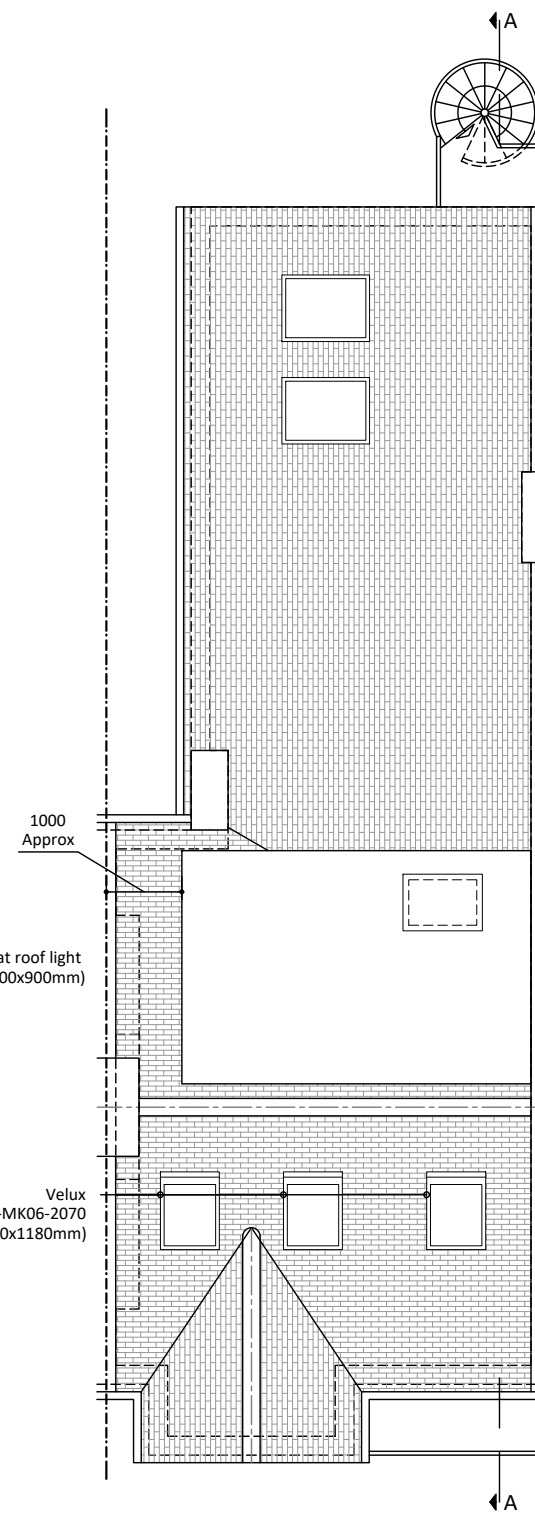 A
1000
Approx
at roof light
00x900mm)
Velux
-MK06-2070
0x1180mm)
A